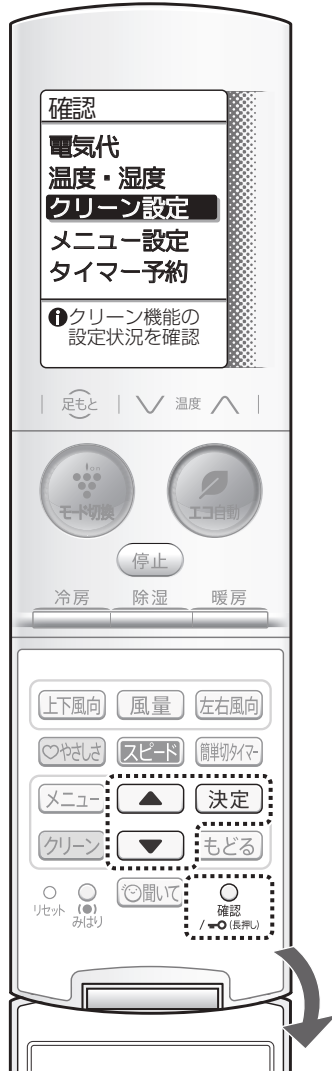 確認
電気代
温度・湿度
クリーン設定
メニュー設定
タイマー予約
クリーン機能の
設定状況を確認
足もと 温度
Ion
モード切換 エコ自動
停止
冷房 除湿 暖房
上下風向 風量 左右風向
やさしさ スピード 簡単切タイマー
メニュー ▲ 決定
クリーン ▼ もどる
リセット みはり 聞いて 確認
/ (長押し)